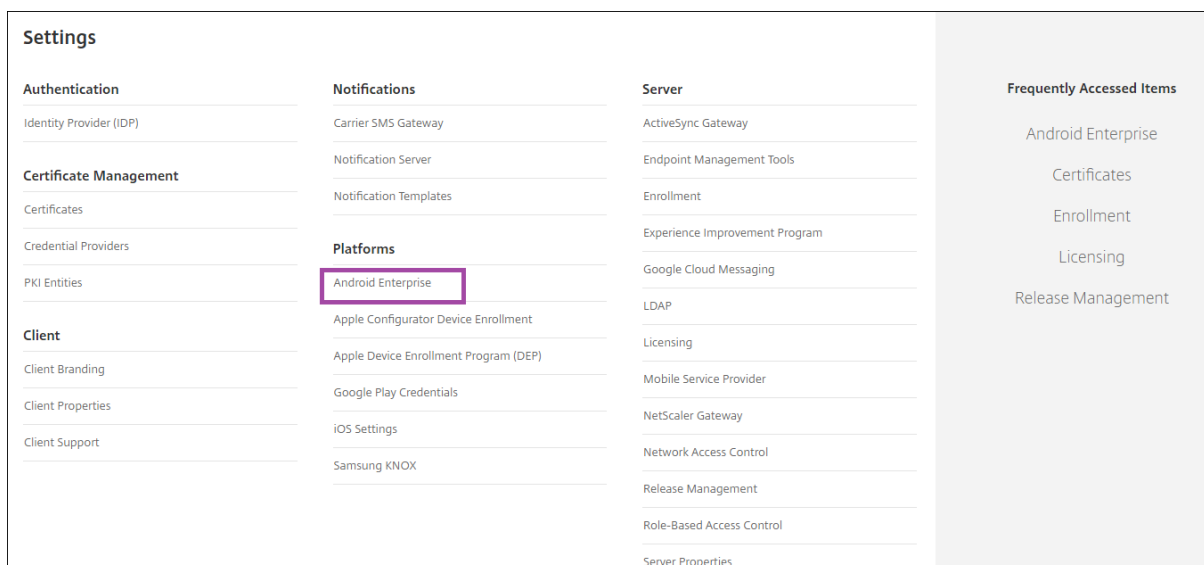 Settings
Authentication
Identity Provider (IDP)
Certificate Management
Certificates
Credential Providers
PKI Entities
Client
Client Branding
Client Properties
Client Support
Notifications
Carrier SMS Gateway
Notification Server
Notification Templates
Platforms
Android Enterprise
Apple Configurator Device Enrollment
Apple Device Enrollment Program (DEP)
Google Play Credentials
iOS Settings
Samsung KNOX
Server
ActiveSync Gateway
Endpoint Management Tools
Enrollment
Experience Improvement Program
Google Cloud Messaging
LDAP
Licensing
Mobile Service Provider
NetScaler Gateway
Network Access Control
Release Management
Role-Based Access Control
Server Properties
Frequently Accessed Items
Android Enterprise
Certificates
Enrollment
Licensing
Release Management